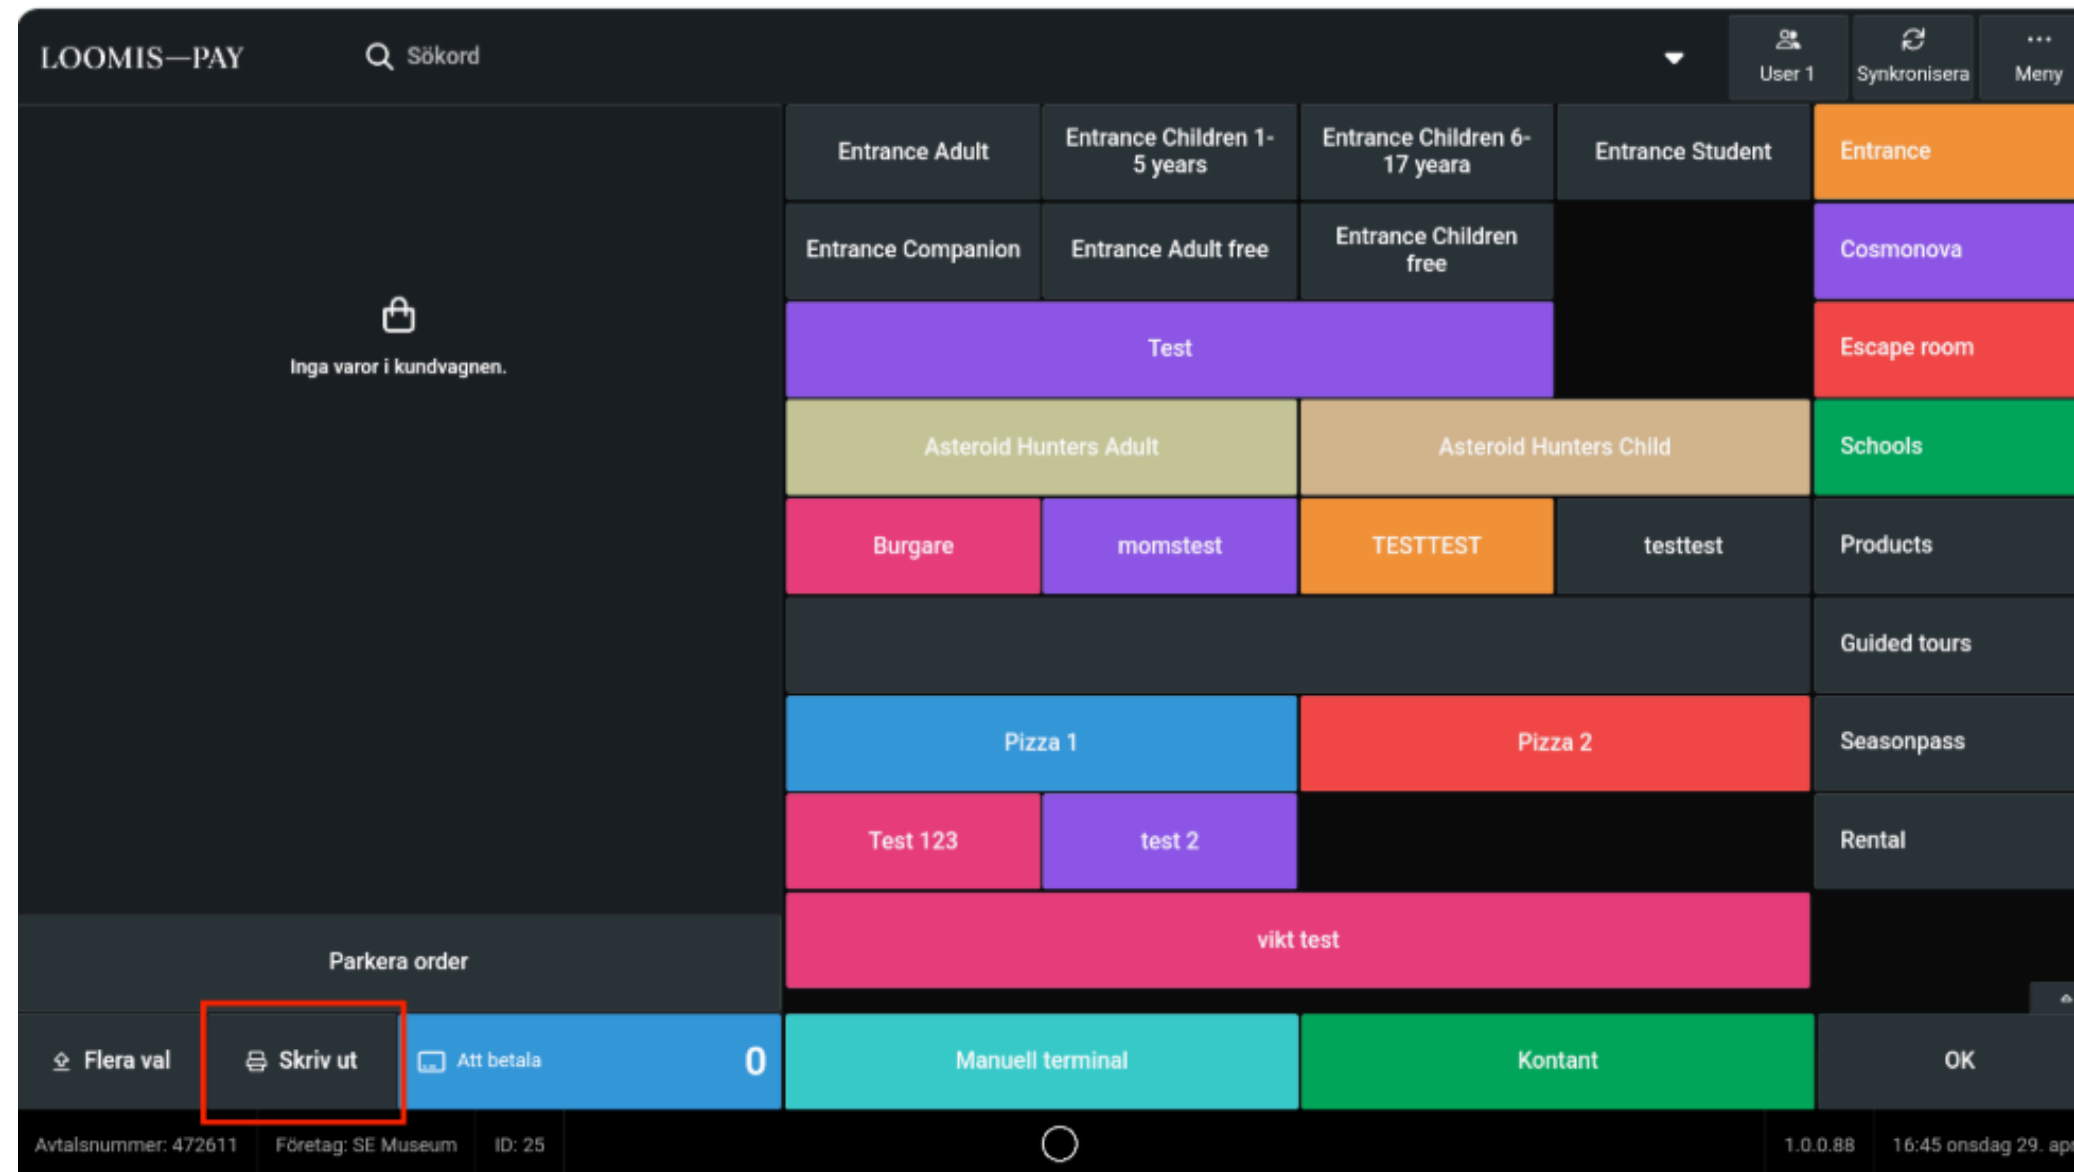 LOOMIS—PAY
Sökord
User 1
Synkronisera
Meny
Entrance Adult
Entrance Children 1-
5 years
Entrance Children 6-
17 yeara
Entrance Student
Entrance
Entrance Companion
Entrance Adult free
Entrance Children
free
Cosmonova
Inga varor i kundvagnen.
Test
Escape room
Asteroid Hunters Adult
Asteroid Hunters Child
Schools
Burgare
momstest
TESTTEST
testtest
Products
Guided tours
Pizza 1
Pizza 2
Seasonpass
Test 123
test 2
Rental
vikt test
Parkera order
Flera val
Skriv ut
Att betala
0
Manuell terminal
Kontant
OK
Avtalsnummer: 472611
Företag: SE Museum
ID: 25
1.0.0.88
16:45 onsdag 29. apr